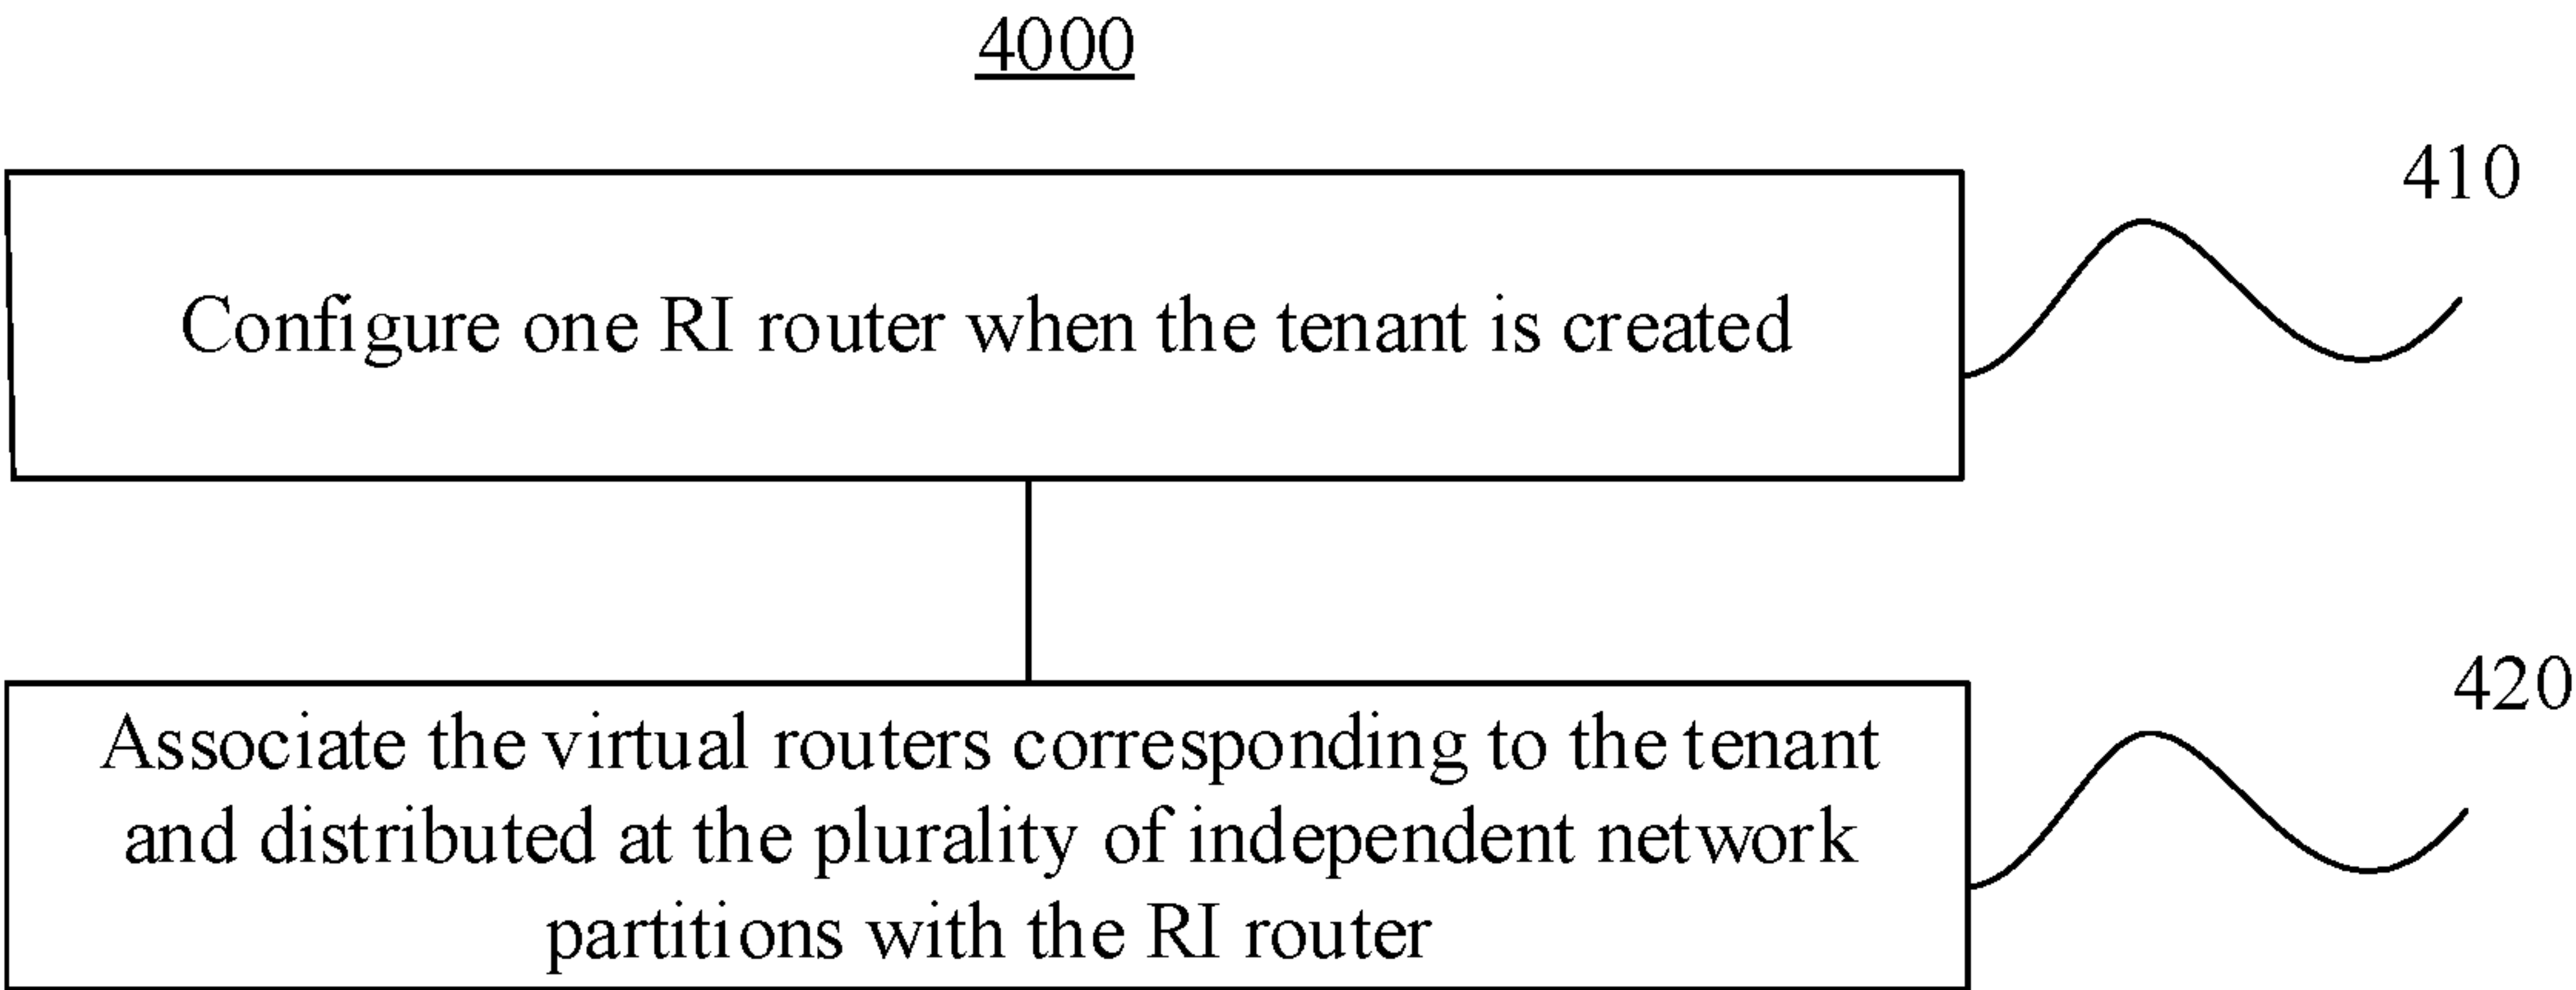 4000
410
Configure one RI router when the tenant is created
420
Associate the virtual routers corresponding to the tenant
and distributed at the plurality of independent network
partitions with the RI router